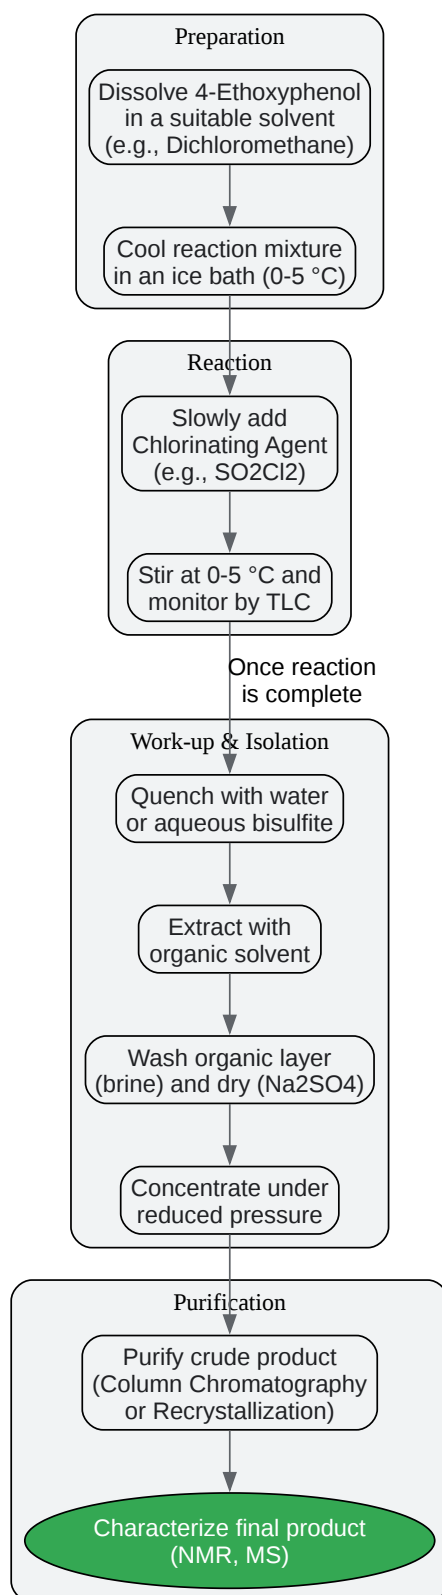 Preparation
Dissolve 4-Ethoxyphenol
in a suitable solvent
(e.g., Dichloromethane)
Cool reaction mixture
in an ice bath (0-5 °C)
Reaction
Slowly add
Chlorinating Agent
(e.g., SO2Cl2)
Stir at 0-5 °C and
monitor by TLC
Once reaction
is complete
Work-up & Isolation
Quench with water
or aqueous bisulfite
Extract with
organic solvent
Wash organic layer
(brine) and dry (Na2SO4)
Concentrate under
reduced pressure
Purification
Purify crude product
(Column Chromatography
or Recrystallization)
Characterize final product
(NMR, MS)